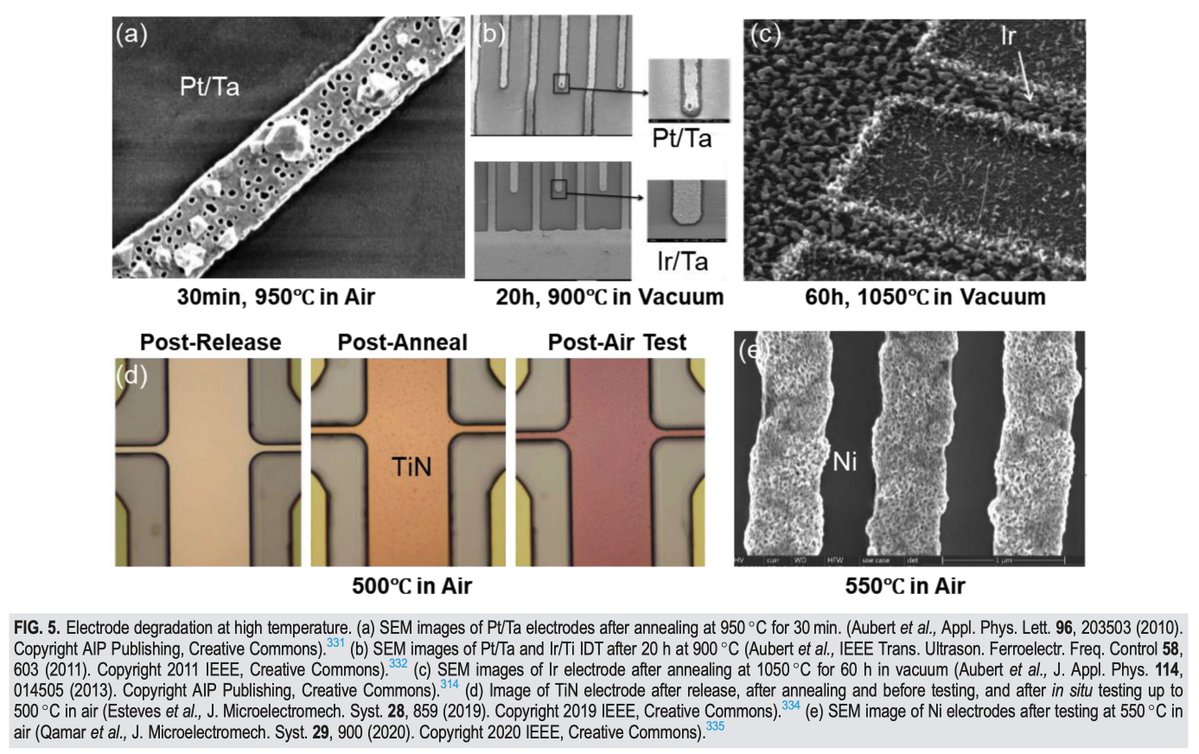 (a)
Pt/Ta
30min, 950℃ in Air
(b)
Pt/Ta
Ir/Ta
20h, 900℃ in Vacuum
(c)
Ir
60h, 1050℃ in Vacuum
Post-Release
Post-Anneal
Post-Air Test
(d)
TiN
500℃ in Air
(e)
Ni
HV curr WD HFW use case det 1 μm
550℃ in Air
FIG. 5. Electrode degradation at high temperature. (a) SEM images of Pt/Ta electrodes after annealing at 950 °C for 30 min. (Aubert et al., Appl. Phys. Lett. 96, 203503 (2010).
Copyright AIP Publishing, Creative Commons).331 (b) SEM images of Pt/Ta and Ir/Ti IDT after 20 h at 900 °C (Aubert et al., IEEE Trans. Ultrason. Ferroelectr. Freq. Control 58,
603 (2011). Copyright 2011 IEEE, Creative Commons).332 (c) SEM images of Ir electrode after annealing at 1050 °C for 60 h in vacuum (Aubert et al., J. Appl. Phys. 114,
014505 (2013). Copyright AIP Publishing, Creative Commons).314 (d) Image of TiN electrode after release, after annealing and before testing, and after in situ testing up to
500 °C in air (Esteves et al., J. Microelectromech. Syst. 28, 859 (2019). Copyright 2019 IEEE, Creative Commons).334 (e) SEM image of Ni electrodes after testing at 550 °C in
air (Qamar et al., J. Microelectromech. Syst. 29, 900 (2020). Copyright 2020 IEEE, Creative Commons).335